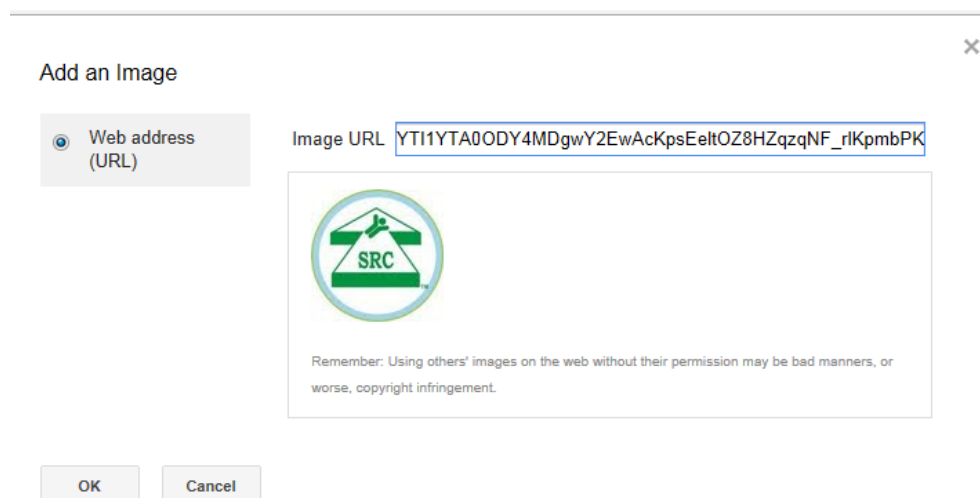 Add an Image
Web address
(URL)
Image URL YTI1YTA0ODY4MDgwY2EwAcKpsEeltOZ8HZqzqNF_rlKpmbPK
SRC
TM
Remember: Using others' images on the web without their permission may be bad manners, or
worse, copyright infringement.
OK Cancel